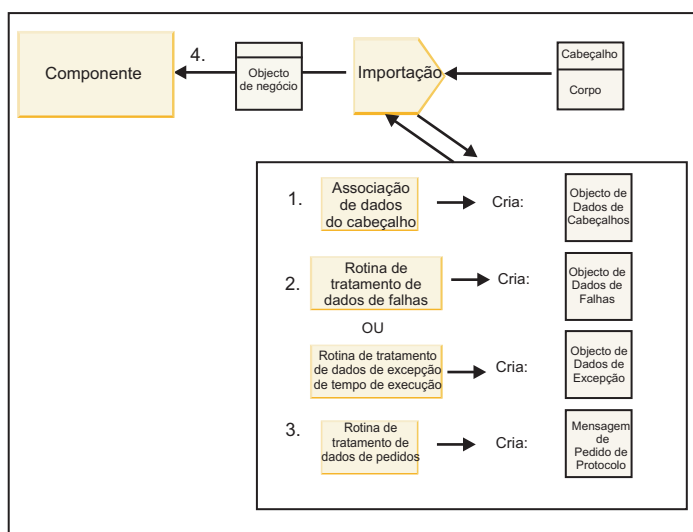 Componente
4.
Objecto
de negócio
Importação
Cabeçalho
Corpo
1.
Associação
de dados
do cabeçalho
Cria:
Objecto de
Dados de
Cabeçalhos
2.
Rotina de
tratamento de
dados de falhas
Cria:
Objecto de
Dados de
Falhas
OU
Rotina de tratamento
de dados de excepção
de tempo de execução
Cria:
Objecto de
Dados de
Excepção
3.
Rotina de
tratamento de
dados de pedidos
Cria:
Mensagem
de
Pedido de
Protocolo